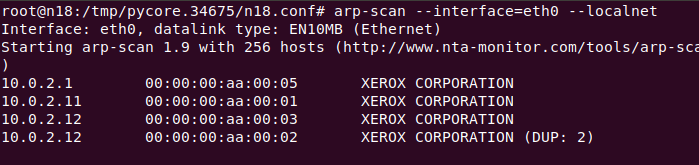 root@n18:/tmp/pycore.34675/n18.conf# arp-scan --interface=eth0 --localnet
Interface: eth0, datalink type: EN10MB (Ethernet)
Starting arp-scan 1.9 with 256 hosts (http://www.nta-monitor.com/tools/arp-sca
)
10.0.2.1 00:00:00:aa:00:05 XEROX CORPORATION
10.0.2.11 00:00:00:aa:00:01 XEROX CORPORATION
10.0.2.12 00:00:00:aa:00:03 XEROX CORPORATION
10.0.2.12 00:00:00:aa:00:02 XEROX CORPORATION (DUP: 2)